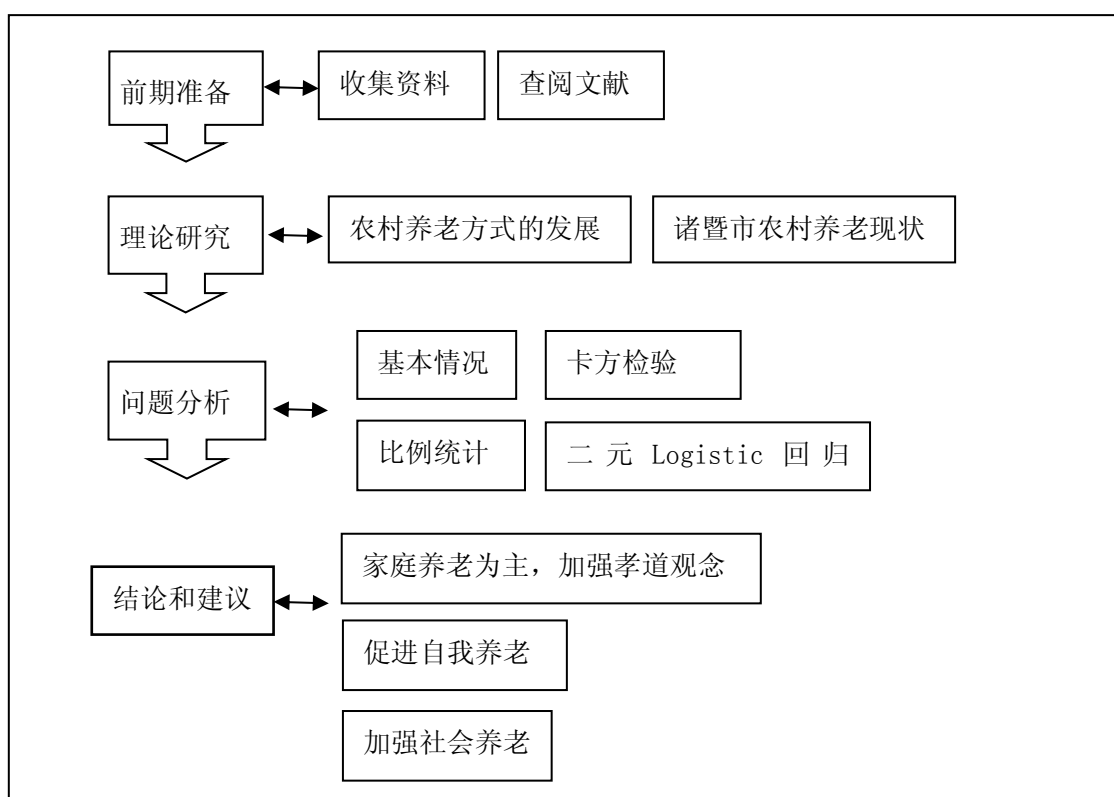 前期准备
收集资料
查阅文献
理论研究
农村养老方式的发展
诸暨市农村养老现状
问题分析
基本情况
卡方检验
比例统计
二 元 Logistic 回 归
结论和建议
家庭养老为主，加强孝道观念
促进自我养老
加强社会养老